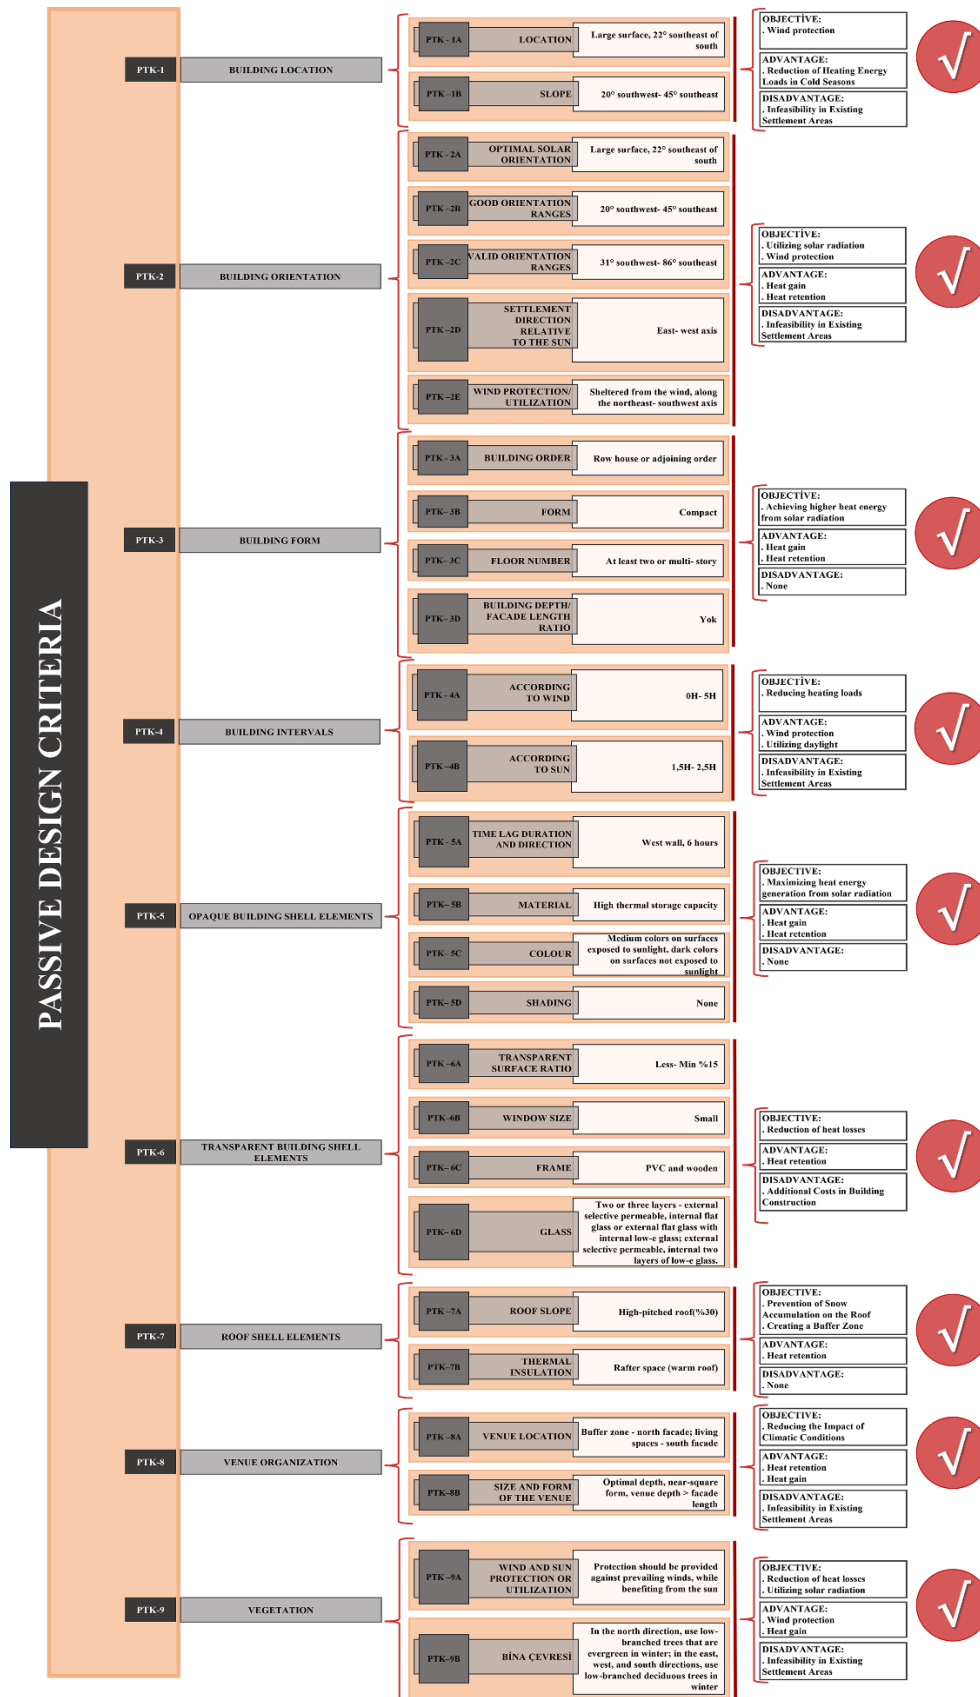 PASSIVE DESIGN CRITERIA
PTK-1
BUILDING LOCATION
PTK - 1A
LOCATION
Large surface, 22° southeast of
south
PTK -1B
SLOPE
20° southwest- 45° southeast
OBJECTIVE:
. Wind protection
ADVANTAGE:
. Reduction of Heating Energy
Loads in Cold Seasons
DISADVANTAGE:
. Infeasibility in Existing
Settlement Areas
√
PTK-2
BUILDING ORIENTATION
PTK - 2A
OPTIMAL SOLAR
ORIENTATION
Large surface, 22° southeast of
south
PTK -2B
GOOD ORIENTATION
RANGES
20° southwest- 45° southeast
PTK -2C
VALID ORIENTATION
RANGES
31° southwest- 86° southeast
PTK -2D
SETTLEMENT
DIRECTION
RELATIVE
TO THE SUN
East- west axis
PTK -2E
WIND PROTECTION/
UTILIZATION
Sheltered from the wind, along
the northeast- southwest axis
OBJECTİVE:
. Utilizing solar radiation
. Wind protection
ADVANTAGE:
. Heat gain
. Heat retention
DISADVANTAGE:
. Infeasibility in Existing
Settlement Areas
√
PTK-3
BUILDING FORM
PTK - 3A
BUILDING ORDER
Row house or adjoining order
PTK- 3B
FORM
Compact
PTK- 3C
FLOOR NUMBER
At least two or multi- story
PTK- 3D
BUILDING DEPTH/
FACADE LENGTH
RATIO
Yok
OBJECTIVE:
. Achieving higher heat energy
from solar radiation
ADVANTAGE:
. Heat gain
. Heat retention
DISADVANTAGE:
. None
√
PTK-4
BUILDING INTERVALS
PTK - 4A
ACCORDING
TO WIND
0H- 5H
PTK -4B
ACCORDING
TO SUN
1,5H- 2,5H
OBJECTİVE:
. Reducing heating loads
ADVANTAGE:
. Wind protection
. Utilizing daylight
DISADVANTAGE:
. Infeasibility in Existing
Settlement Areas
√
PTK-5
OPAQUE BUILDING SHELL ELEMENTS
PTK - 5A
TIME LAG DURATION
AND DIRECTION
West wall, 6 hours
PTK- 5B
MATERIAL
High thermal storage capacity
PTK- 5C
COLOUR
Medium colors on surfaces
exposed to sunlight, dark colors
on surfaces not exposed to
sunlight
PTK- 5D
SHADING
None
OBJECTIVE:
. Maximizing heat energy
generation from solar radiation
ADVANTAGE:
. Heat gain
. Heat retention
DISADVANTAGE:
. None
√
PTK-6
TRANSPARENT BUILDING SHELL
ELEMENTS
PTK -6A
TRANSPARENT
SURFACE RATIO
Less- Min %15
PTK-6B
WINDOW SIZE
Small
PTK- 6C
FRAME
PVC and wooden
PTK- 6D
GLASS
Two or three layers - external
selective permeable, internal flat
glass or external flat glass with
internal low-e glass; external
selective permeable, internal two
layers of low-e glass.
OBJECTIVE:
. Reduction of heat losses
ADVANTAGE:
. Heat retention
DISADVANTAGE:
. Additional Costs in Building
Construction
√
PTK-7
ROOF SHELL ELEMENTS
PTK-7A
ROOF SLOPE
High-pitched roof(%30)
PTK-7B
THERMAL
INSULATION
Rafter space (warm roof)
OBJECTIVE:
. Prevention of Snow
Accumulation on the Roof
. Creating a Buffer Zone
ADVANTAGE:
. Heat retention
DISADVANTAGE:
. None
√
PTK-8
VENUE ORGANIZATION
PTK-8A
VENUE LOCATION
Buffer zone - north facade; living
spaces - south facade
PTK-8B
SIZE AND FORM
OF THE VENUE
Optimal depth, near-square
form, venue depth > facade
length
OBJECTIVE:
. Reducing the Impact of
Climatic Conditions
ADVANTAGE:
. Heat retention
. Heat gain
DISADVANTAGE:
. Infeasibility in Existing
Settlement Areas
√
PTK-9
VEGETATION
PTK-9A
WIND AND SUN
PROTECTION OR
UTILIZATION
Protection should be provided
against prevailing winds, while
benefiting from the sun
PTK-9B
BİNA ÇEVRESİ
In the north direction, use low-
branched trees that are
evergreen in winter; in the east,
west, and south directions, use
low-branched deciduous trees in
winter
OBJECTIVE:
. Reduction of heat losses
. Utilizing solar radiation
ADVANTAGE:
. Wind protection
. Heat gain
DISADVANTAGE:
. Infeasibility in Existing
Settlement Areas
√